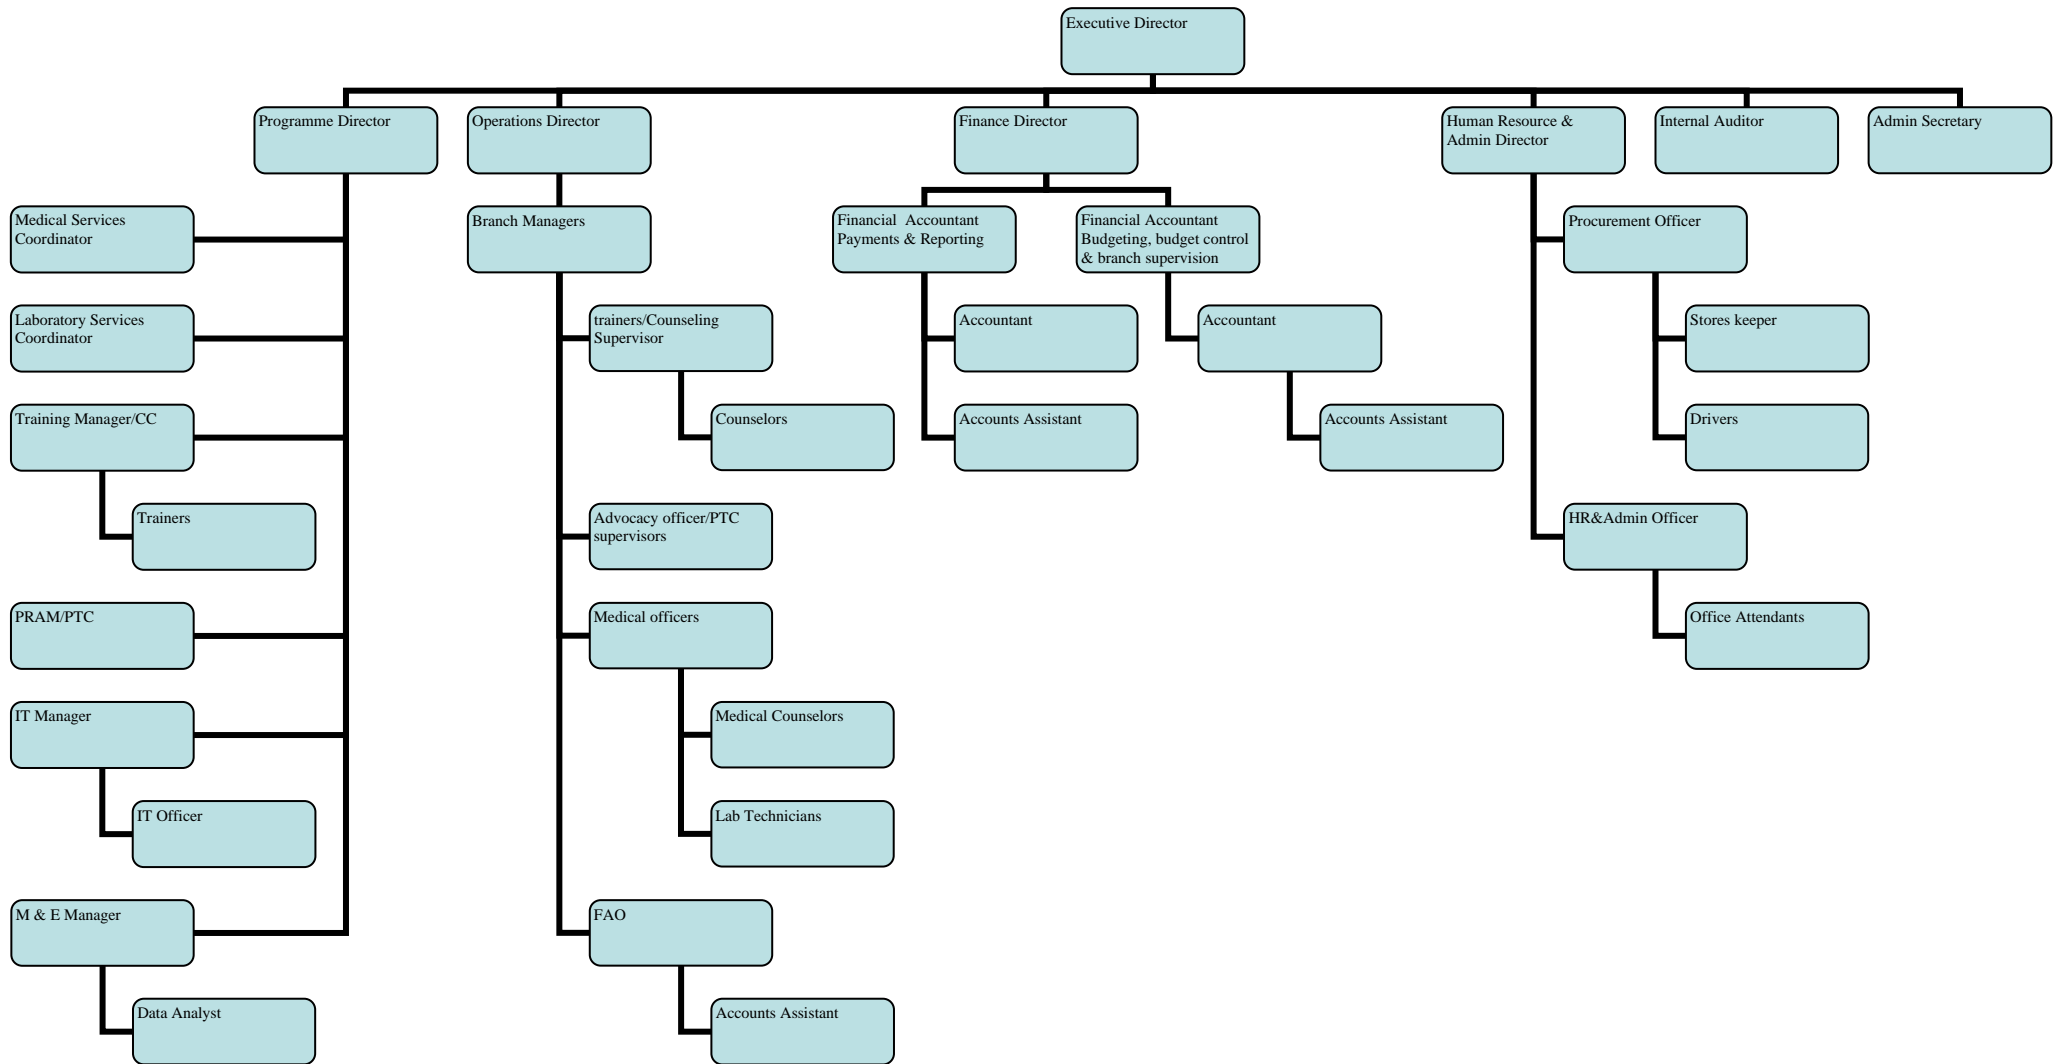 Executive Director
Programme Director
Operations Director
Finance Director
Human Resource &
Admin Director
Internal Auditor
Admin Secretary
Medical Services
Coordinator
Branch Managers
Financial  Accountant
Payments & Reporting
Financial Accountant
Budgeting, budget control
& branch supervision
Procurement Officer
Laboratory Services
Coordinator
trainers/Counseling
Supervisor
Accountant
Accountant
Stores keeper
Training Manager/CC
Counselors
Accounts Assistant
Accounts Assistant
Drivers
Trainers
Advocacy officer/PTC
supervisors
HR&Admin Officer
PRAM/PTC
Medical officers
Office Attendants
IT Manager
Medical Counselors
IT Officer
Lab Technicians
M & E Manager
FAO
Data Analyst
Accounts Assistant